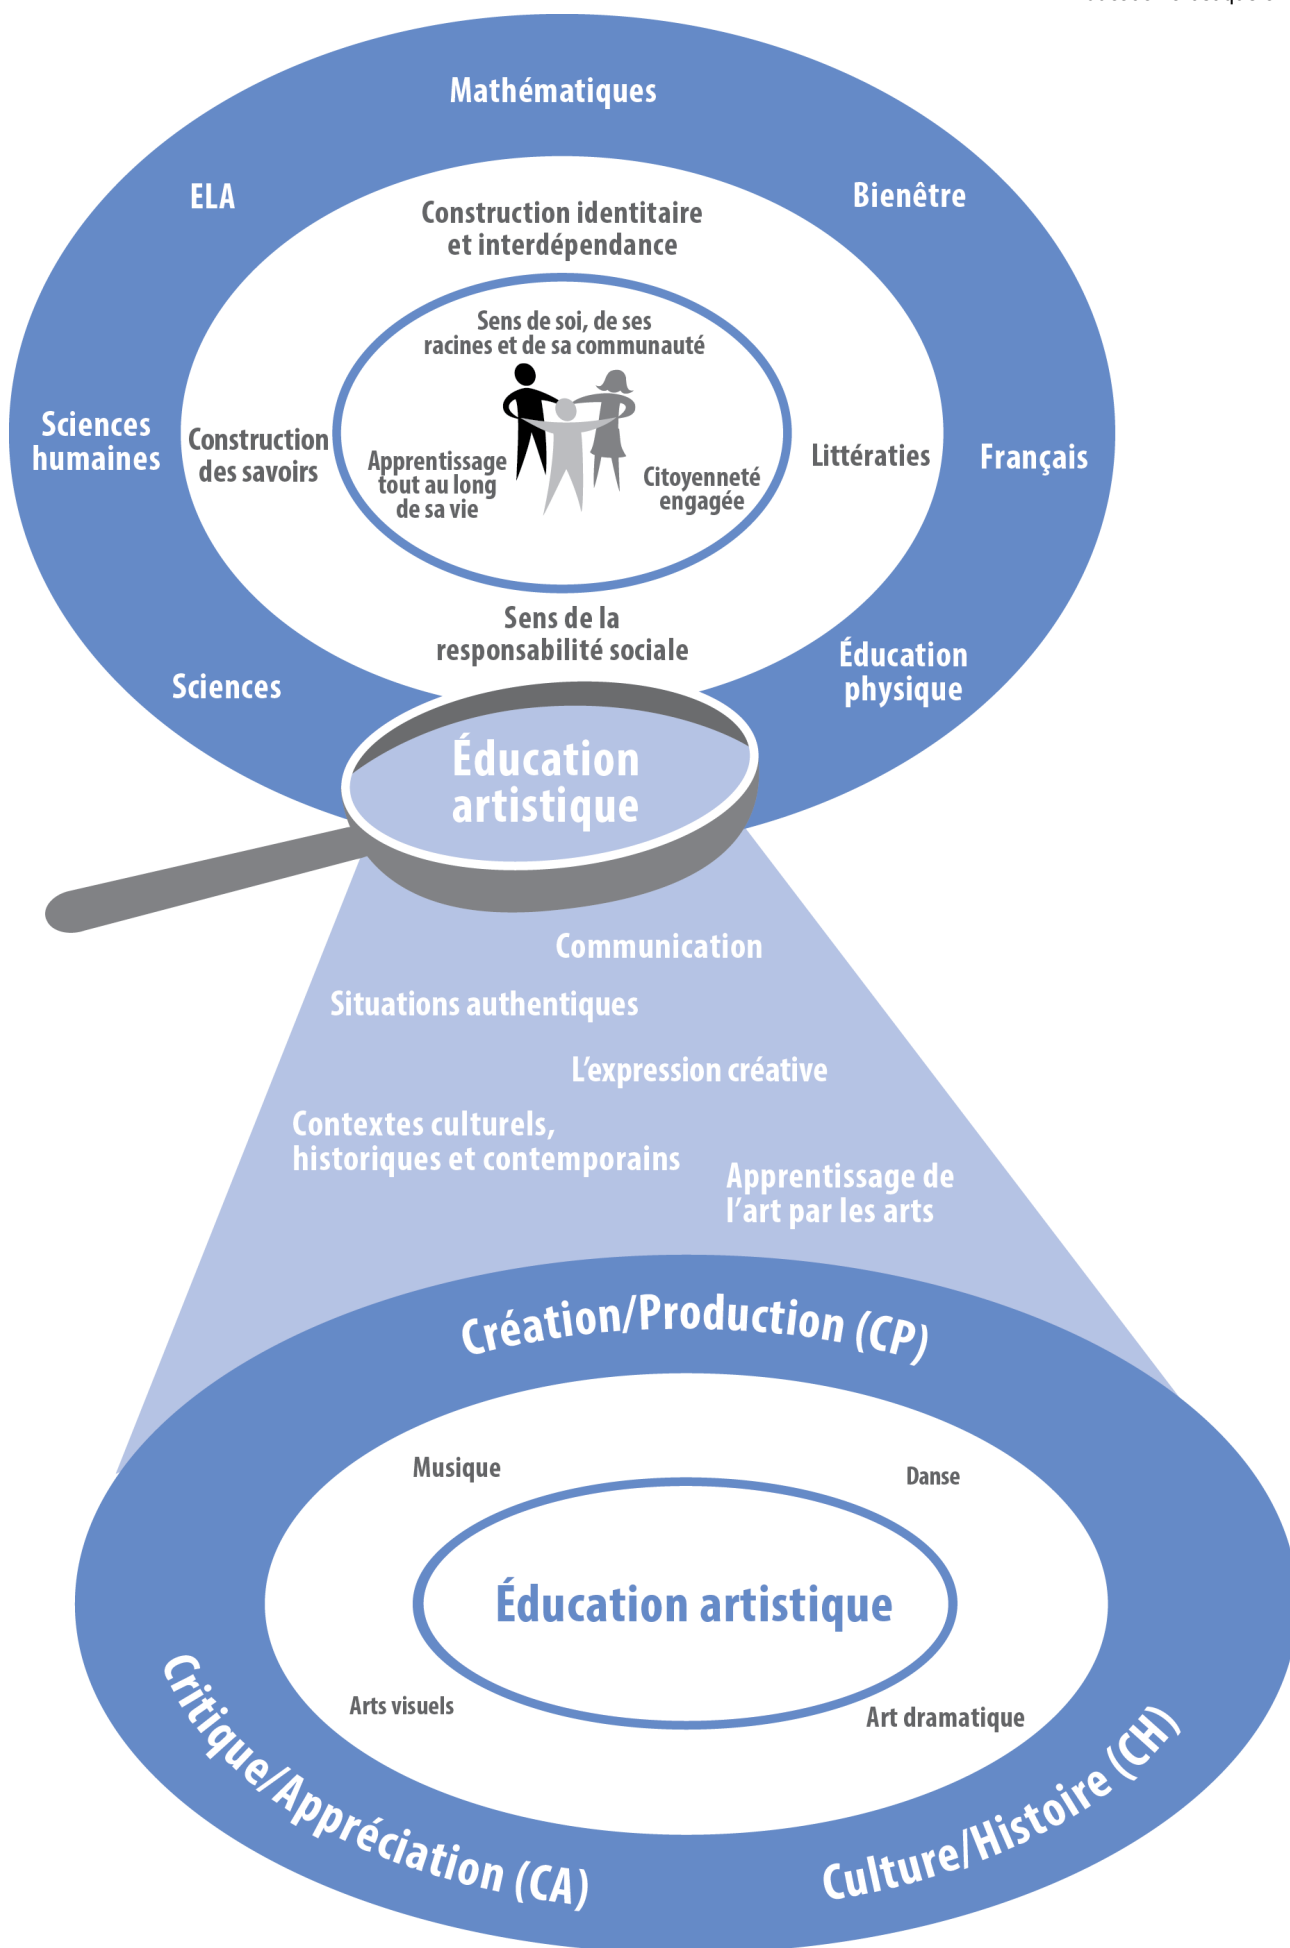 Mathématiques
ELA
Bienêtre
Construction identitaire
et interdépendance
Sens de soi, de ses
racines et de sa communauté
Sciences
humaines
Construction
des savoirs
Apprentissage
tout au long
de sa vie
Citoyenneté
engagée
Littératies
Français
Sens de la
responsabilité sociale
Sciences
Éducation
physique
Éducation
artistique
Communication
Situations authentiques
L'expression créative
Contextes culturels,
historiques et contemporains
Apprentissage de
l'art par les arts
Création/Production (CP)
Musique
Danse
Éducation artistique
Arts visuels
Art dramatique
Critique/Appréciation (CA)
Culture/Histoire (CH)